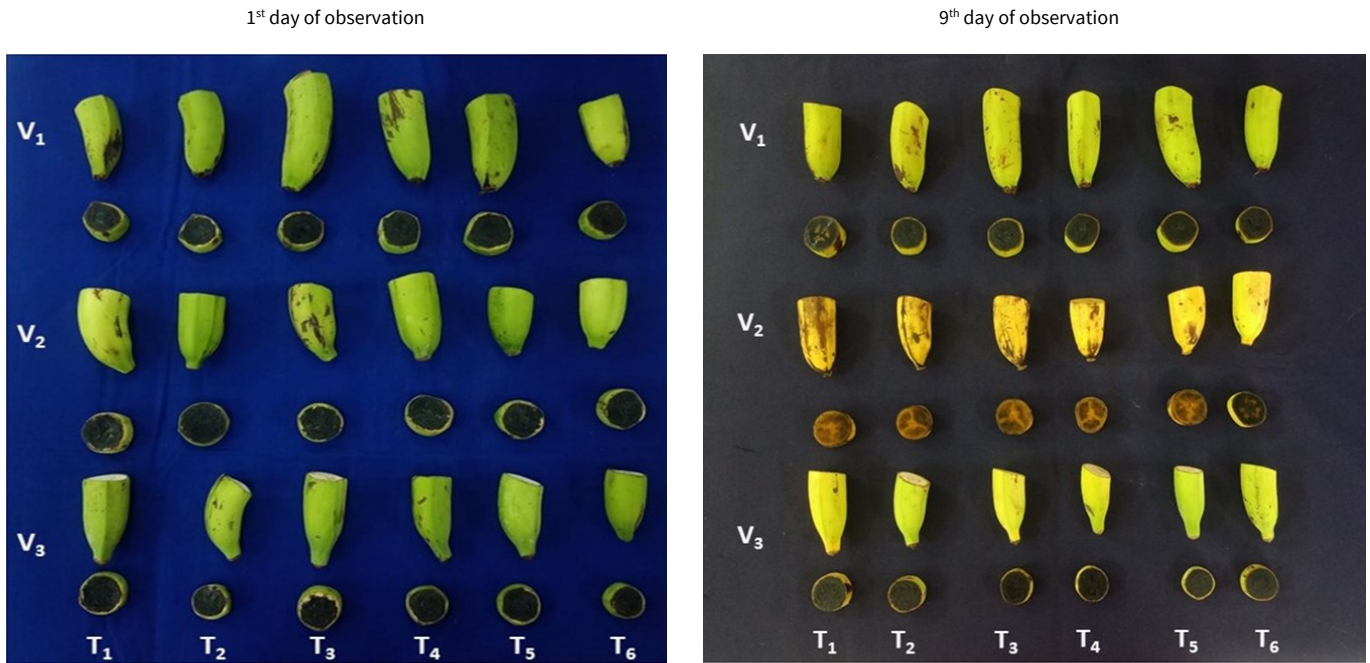 1st day of observation
9th day of observation
V1
V2
V3
T1 T2 T3 T4 T5 T6
V1
V2
V3
T1 T2 T3 T4 T5 T6